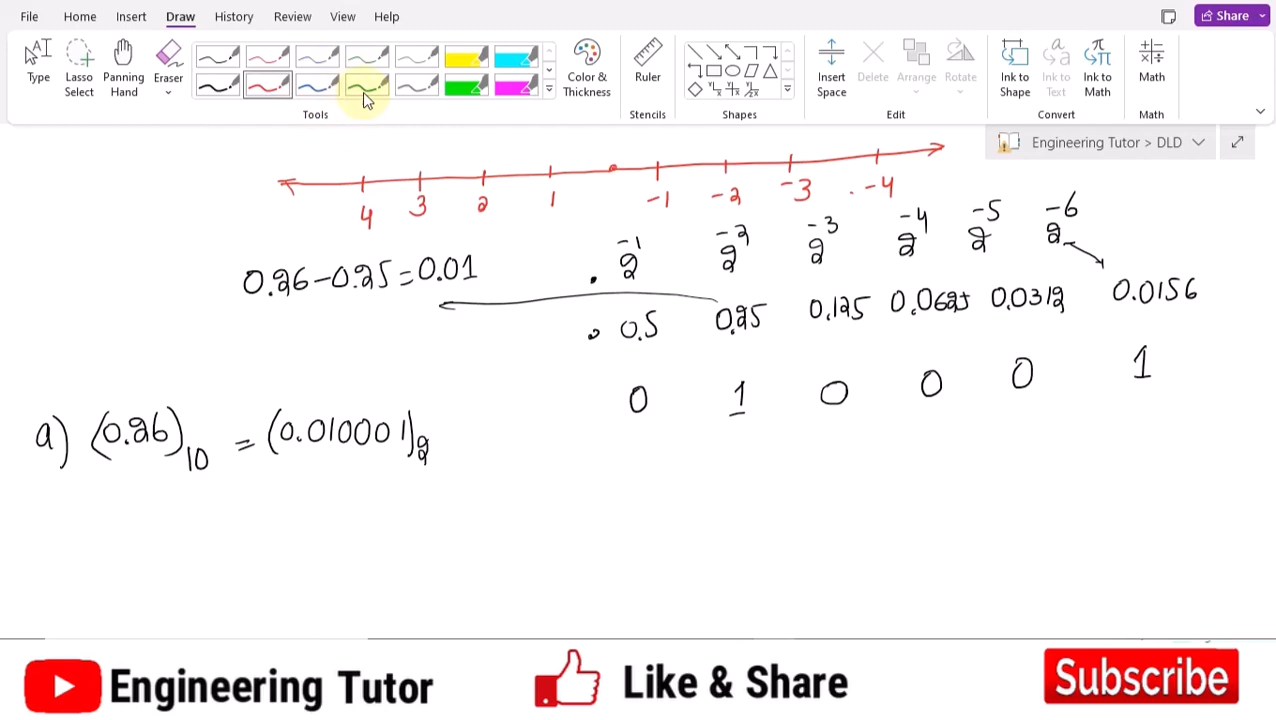 File Home Insert Draw History Review View Help Share
Type Lasso Select Panning Hand Eraser Color & Thickness Ruler Insert Space Delete Arrange Rotate Ink to Shape Ink to Text Ink to Math Math
Tools Stencils Shapes Edit Convert Math
Engineering Tutor > DLD
4 3 2 1 -1 -2 -3 .-4
. 2^-1 2^-2 2^-3 2^-4 2^-5 2^-6
0.26-0.25=0.01
. 0.5 0.25 0.125 0.0625 0.0312 0.0156
0 1 0 0 0 1
a) (0.26)10 = (0.010001)2
Engineering Tutor Like & Share Subscribe